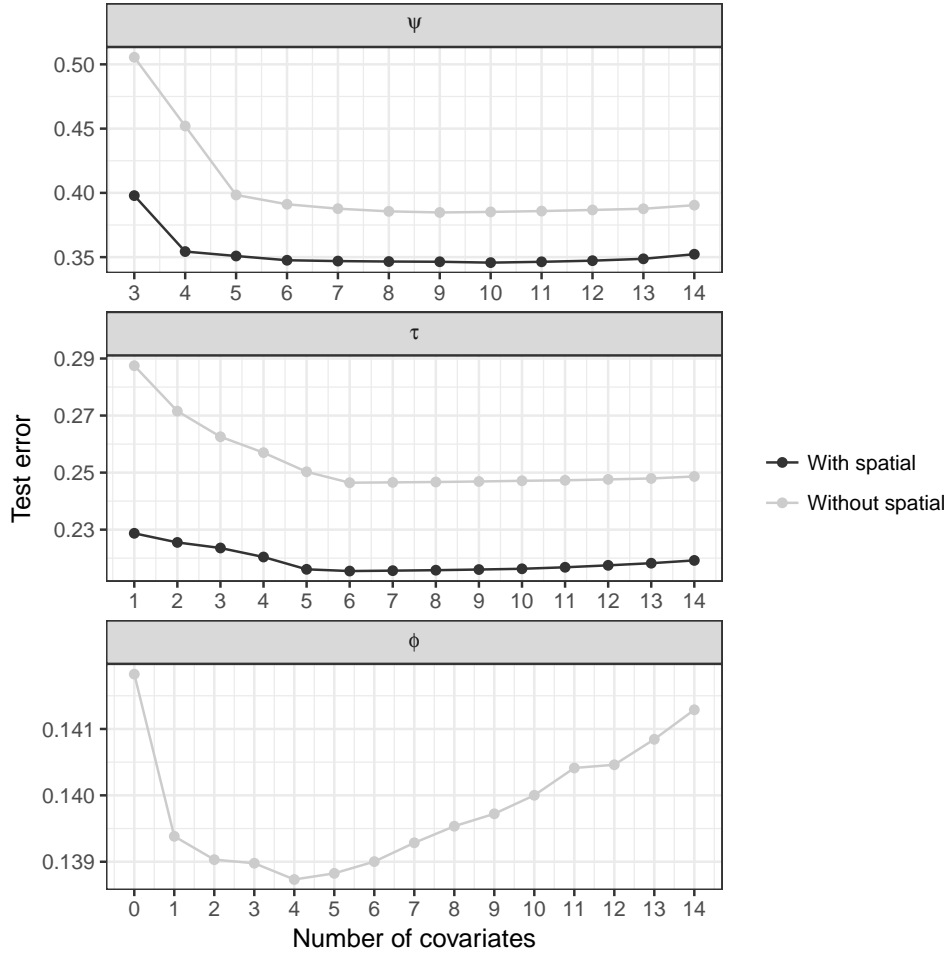 ψ
0.50
0.45
0.40
0.35
3 4 5 6 7 8 9 10 11 12 13 14
τ
0.29
0.27
0.25
0.23
1 2 3 4 5 6 7 8 9 10 11 12 13 14
Test error
With spatial
Without spatial
ϕ
0.141
0.140
0.139
0 1 2 3 4 5 6 7 8 9 10 11 12 13 14
Number of covariates